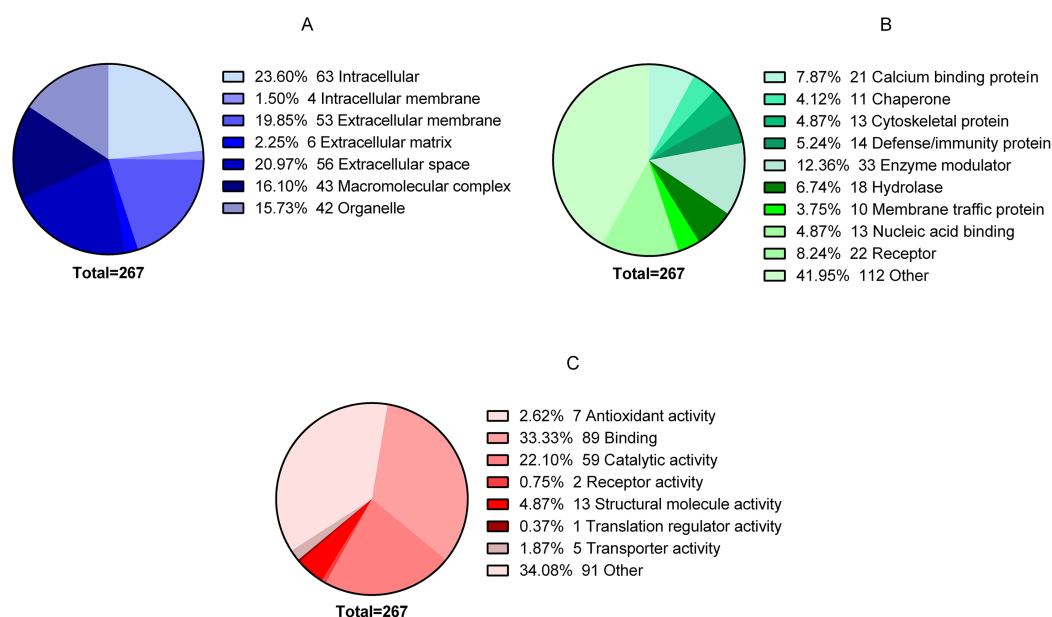 A
23.60% 63 Intracellular
1.50% 4 Intracellular membrane
19.85% 53 Extracellular membrane
2.25% 6 Extracellular matrix
20.97% 56 Extracellular space
16.10% 43 Macromolecular complex
15.73% 42 Organelle
Total=267
B
7.87% 21 Calcium binding protein
4.12% 11 Chaperone
4.87% 13 Cytoskeletal protein
5.24% 14 Defense/immunity protein
12.36% 33 Enzyme modulator
6.74% 18 Hydrolase
3.75% 10 Membrane traffic protein
4.87% 13 Nucleic acid binding
8.24% 22 Receptor
41.95% 112 Other
Total=267
C
2.62% 7 Antioxidant activity
33.33% 89 Binding
22.10% 59 Catalytic activity
0.75% 2 Receptor activity
4.87% 13 Structural molecule activity
0.37% 1 Translation regulator activity
1.87% 5 Transporter activity
34.08% 91 Other
Total=267